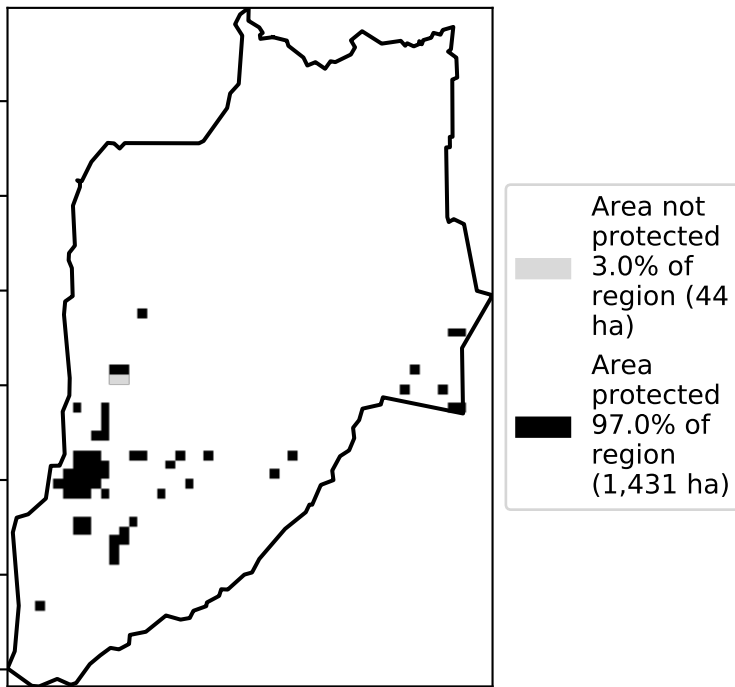 Area not
protected
3.0% of
region (44
ha)
Area
protected
97.0% of
region
(1,431 ha)